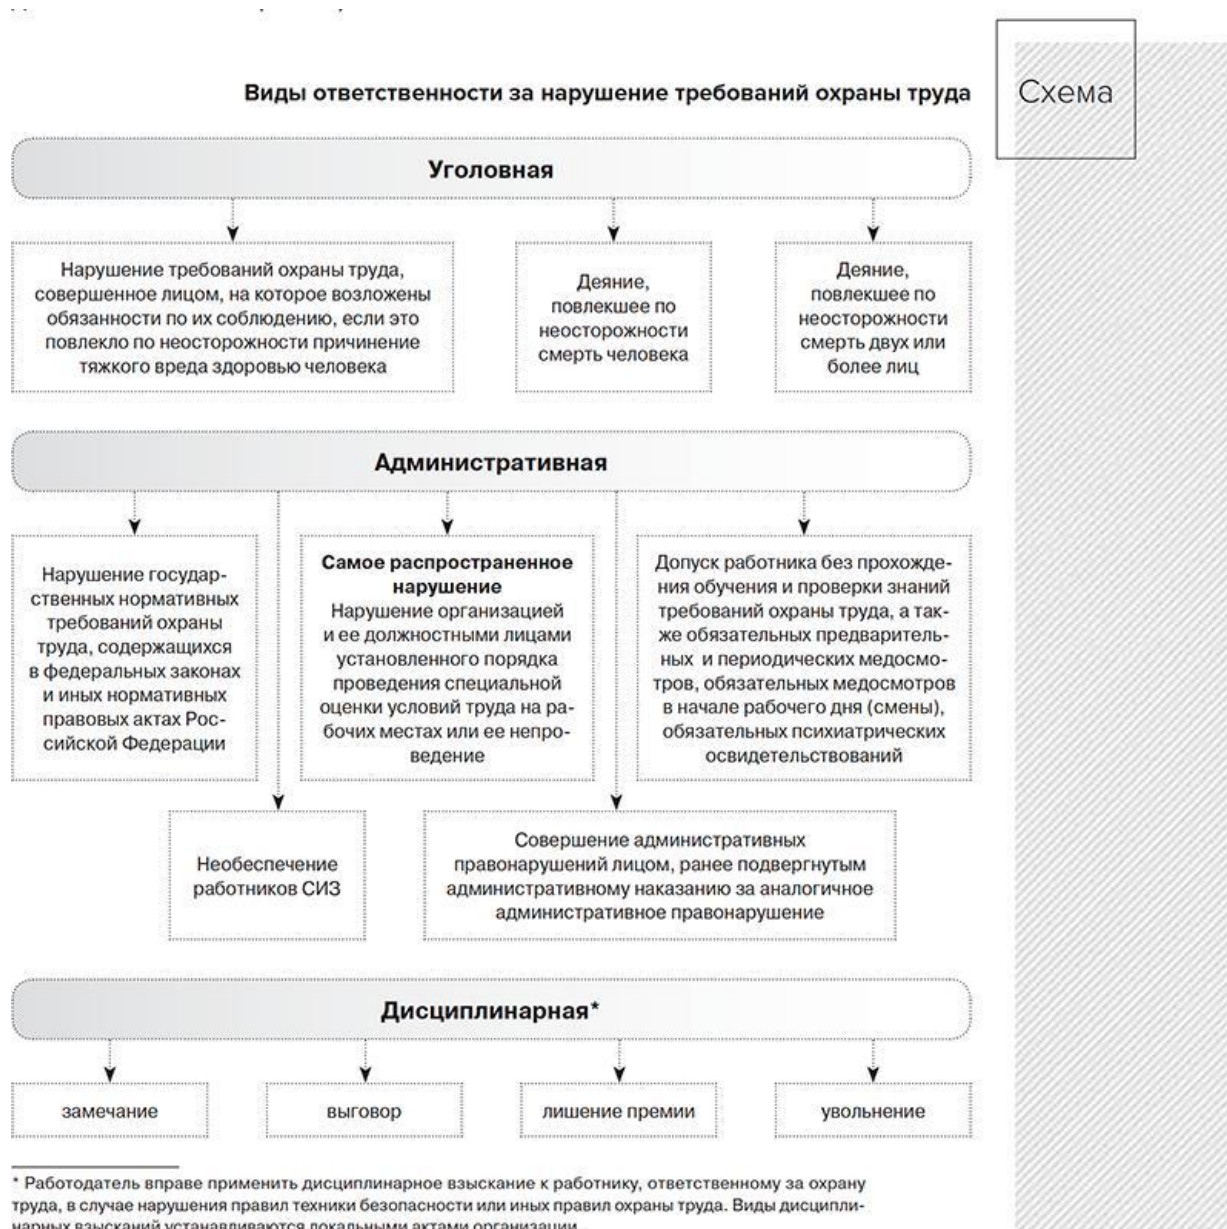 Виды ответственности за нарушение требований охраны труда
Схема
Уголовная
Нарушение требований охраны труда,
совершенное лицом, на которое возложены
обязанности по их соблюдению, если это
повлекло по неосторожности причинение
тяжкого вреда здоровью человека
Деяние,
повлекшее по
неосторожности
смерть человека
Деяние,
повлекшее по
неосторожности
смерть двух или
более лиц
Административная
Нарушение государ-
ственных нормативных
требований охраны
труда, содержащихся
в федеральных законах
и иных нормативных
правовых актах Рос-
сийской Федерации
Самое распространенное
нарушение
Нарушение организацией
и ее должностными лицами
установленного порядка
проведения специальной
оценки условий труда на ра-
бочих местах или ее непро-
ведение
Допуск работника без прохожде-
ния обучения и проверки знаний
требований охраны труда, а так-
же обязательных предваритель-
ных и периодических медосмо-
тров, обязательных медосмотров
в начале рабочего дня (смены),
обязательных психиатрических
освидетельствований
Необеспечение
работников СИЗ
Совершение административных
правонарушений лицом, ранее подвергнутым
административному наказанию за аналогичное
административное правонарушение
Дисциплинарная*
замечание
выговор
лишение премии
увольнение
* Работодатель вправе применить дисциплинарное взыскание к работнику, ответственному за охрану
труда, в случае нарушения правил техники безопасности или иных правил охраны труда. Виды дисципли-
нарных взысканий устанавливаются локальными актами организации